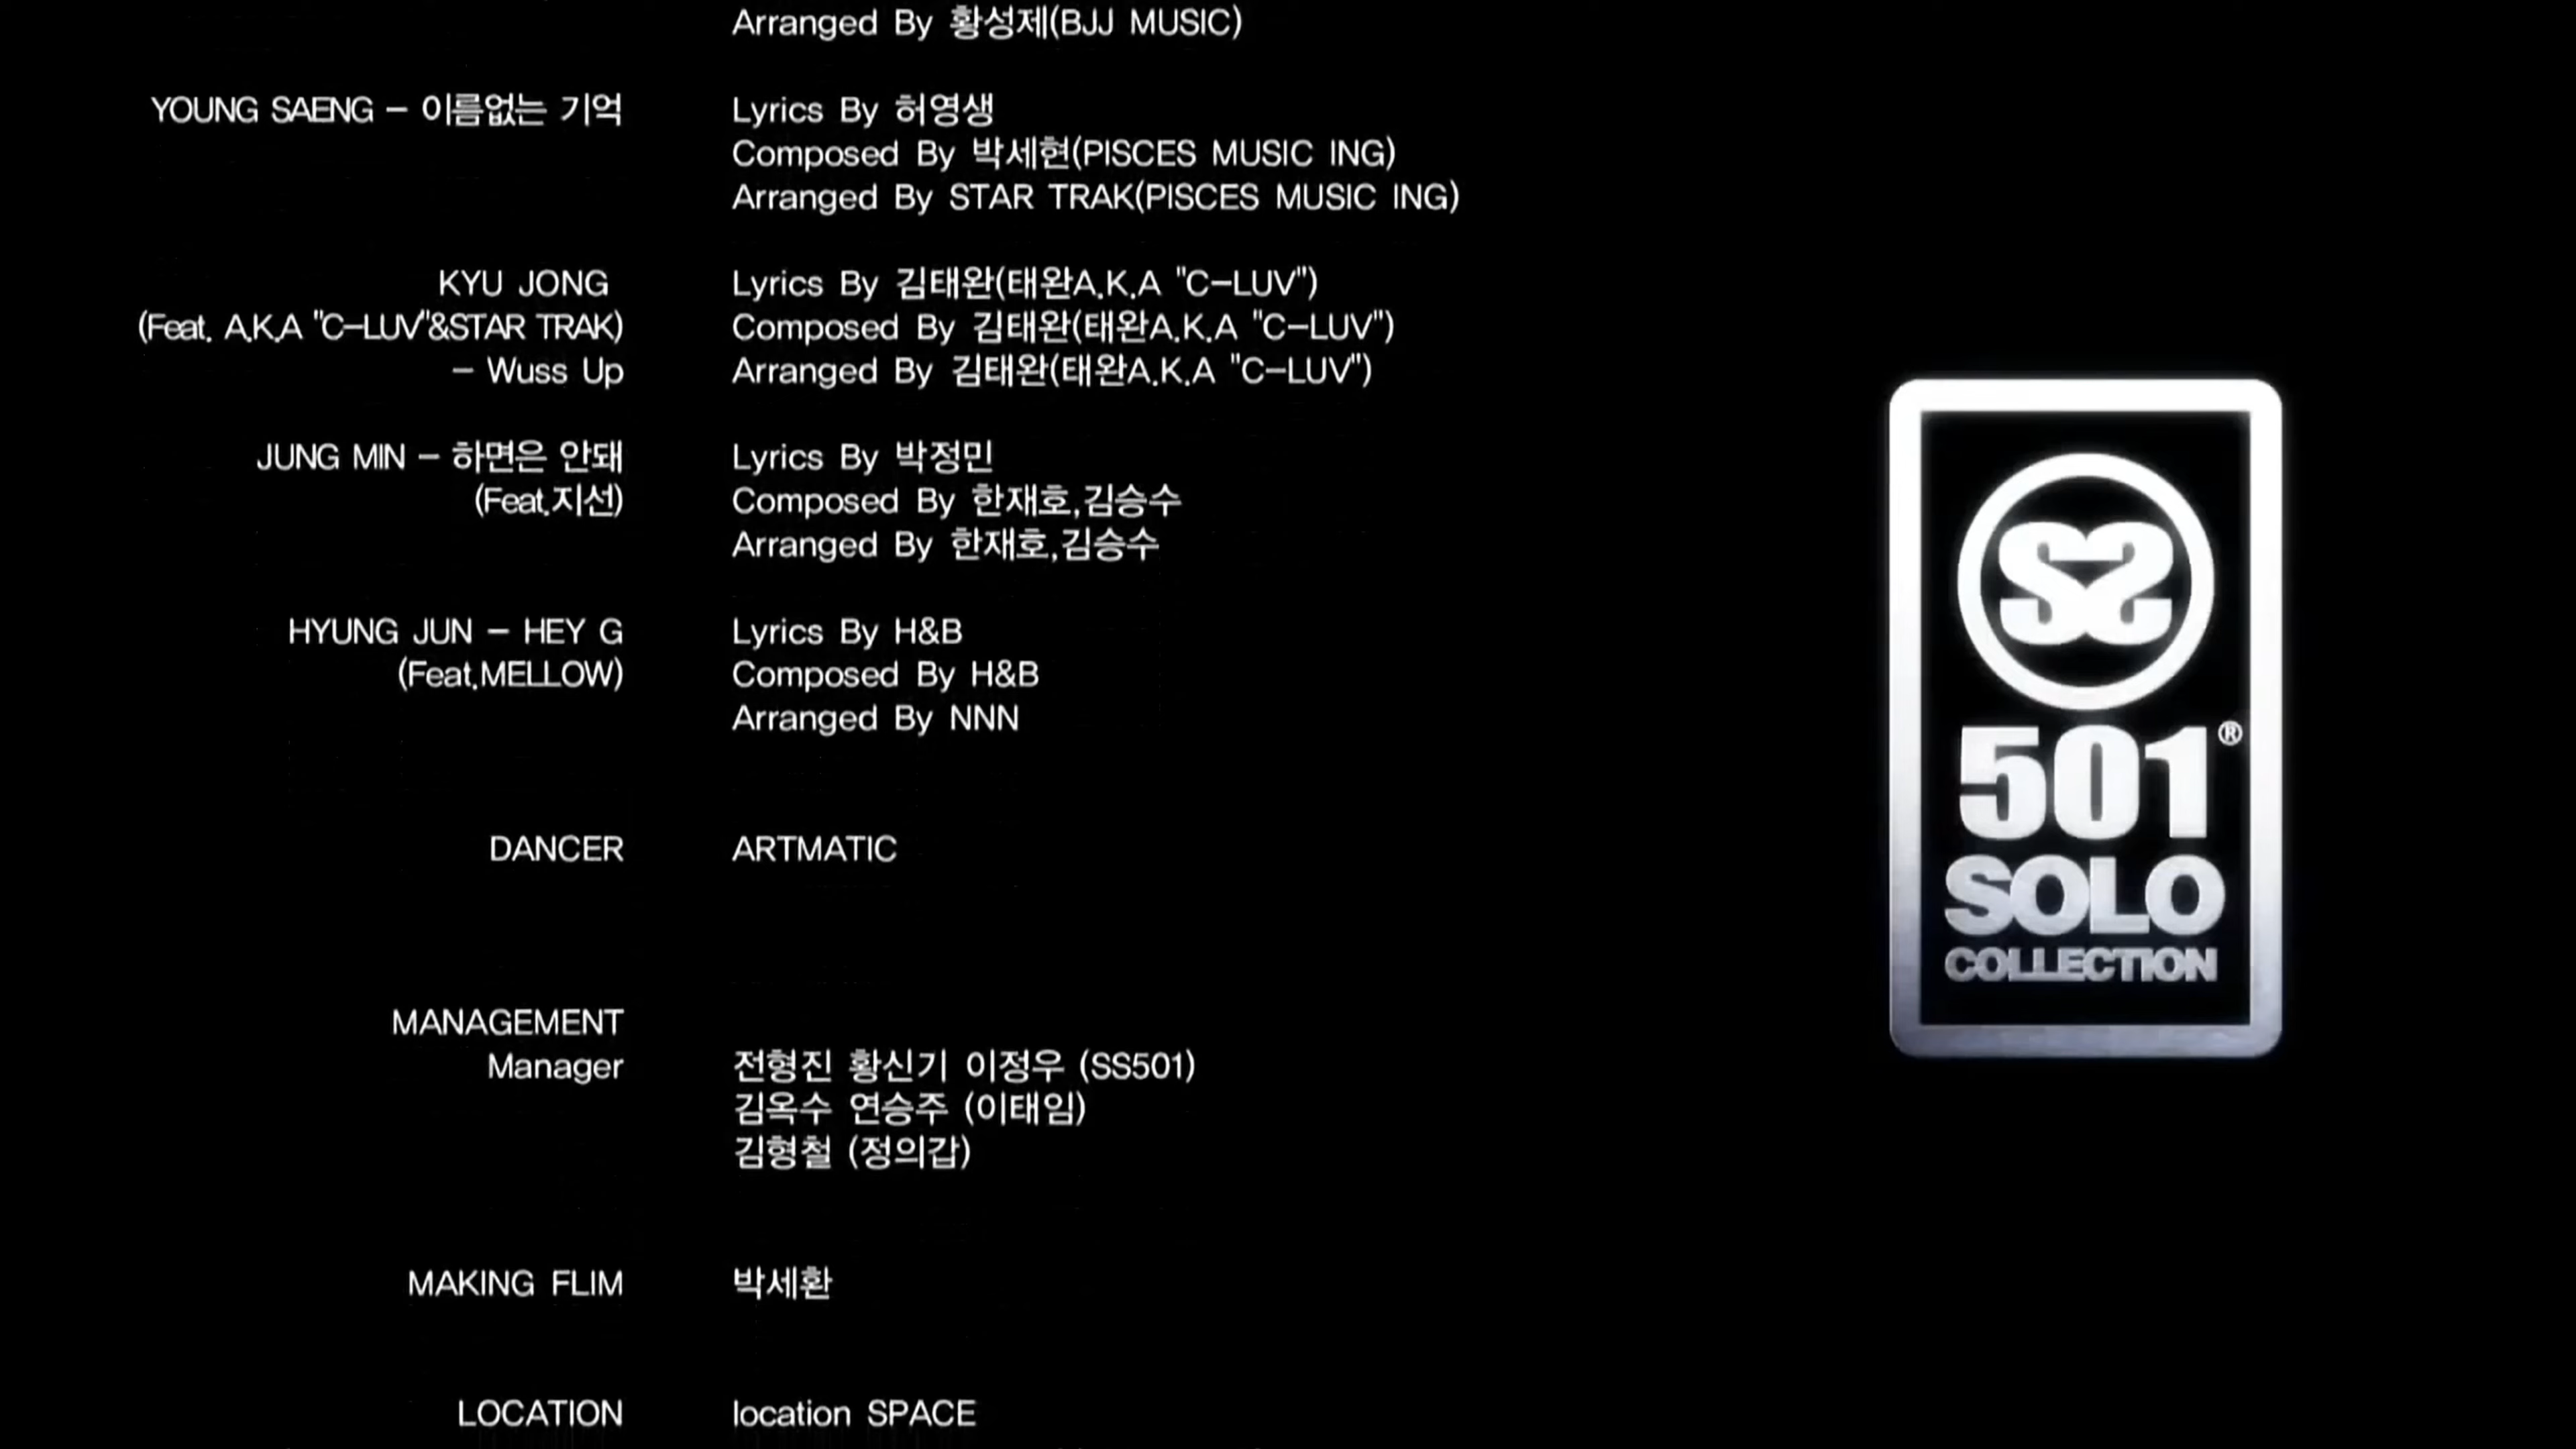 Arranged By 황성제(BJJ MUSIC)
YOUNG SAENG – 이름없는 기억
Lyrics By 허영생
Composed By 박세현(PISCES MUSIC ING)
Arranged By STAR TRAK(PISCES MUSIC ING)
KYU JONG
(Feat. A.K.A "C-LUV"&STAR TRAK)
– Wuss Up
Lyrics By 김태완(태완A.K.A "C-LUV")
Composed By 김태완(태완A.K.A "C-LUV")
Arranged By 김태완(태완A.K.A "C-LUV")
JUNG MIN – 하면은 안돼
(Feat.지선)
Lyrics By 박정민
Composed By 한재호,김승수
Arranged By 한재호,김승수
HYUNG JUN – HEY G
(Feat.MELLOW)
Lyrics By H&B
Composed By H&B
Arranged By NNN
DANCER
ARTMATIC
MANAGEMENT
Manager
전형진 황신기 이정우 (SS501)
김옥수 연승주 (이태임)
김형철 (정의갑)
MAKING FLIM
박세환
LOCATION
location SPACE
SS
501®
SOLO
COLLECTION